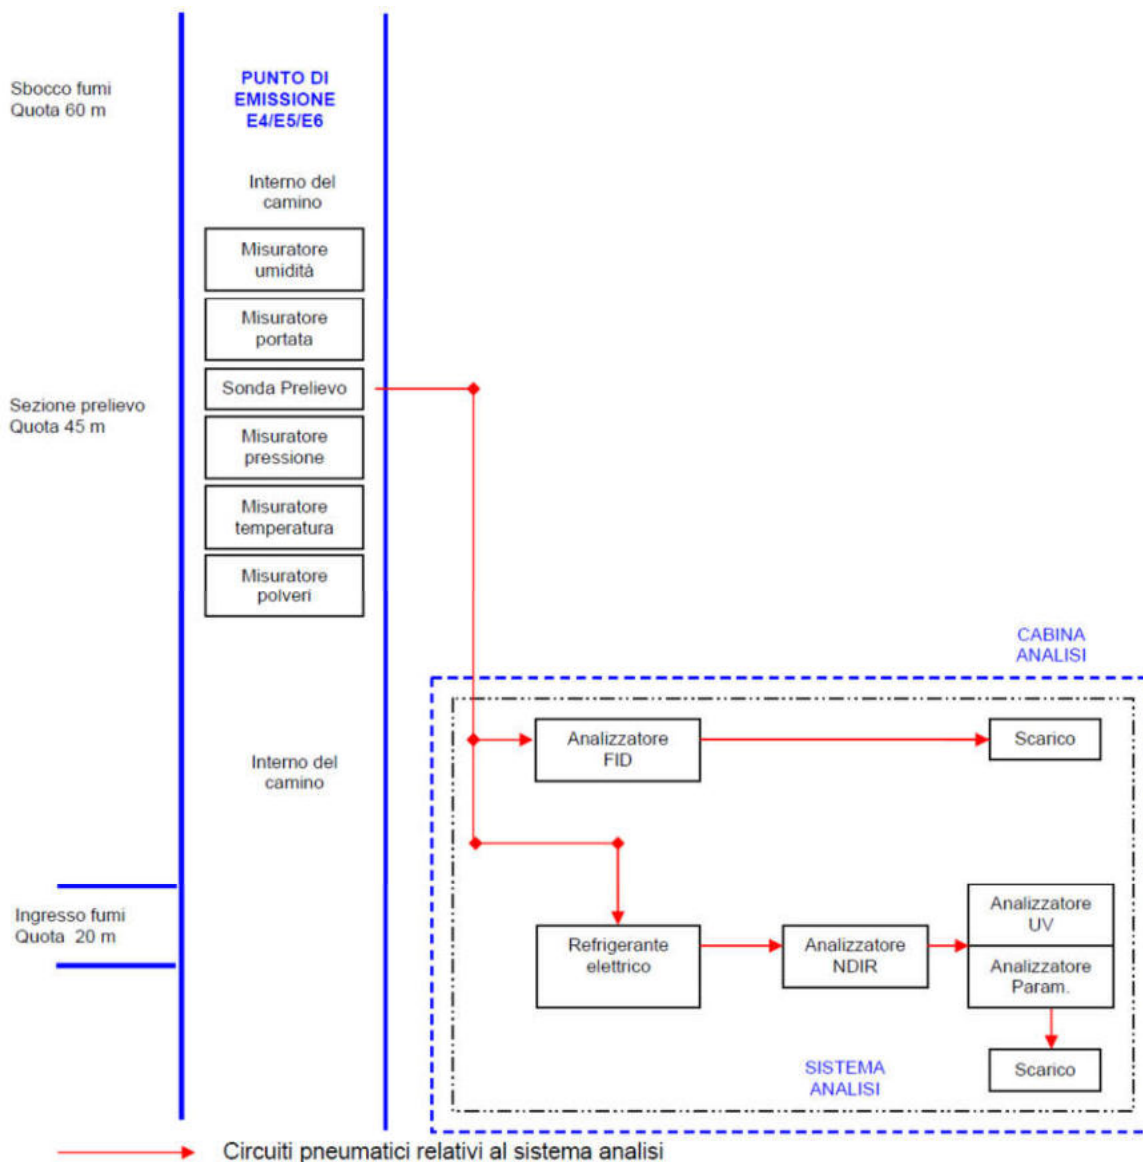 Sbocco fumi
Quota 60 m
PUNTO DI
EMISSIONE
E4/E5/E6
Interno del
camino
Misuratore
umidità
Misuratore
portata
Sonda Prelievo
Sezione prelievo
Quota 45 m
Misuratore
pressione
Misuratore
temperatura
Misuratore
polveri
CABINA
ANALISI
Analizzatore
FID
Scarico
Interno del
camino
Ingresso fumi
Quota 20 m
Refrigerante
elettrico
Analizzatore
NDIR
Analizzatore
UV
Analizzatore
Param.
Scarico
SISTEMA
ANALISI
Circuiti pneumatici relativi al sistema analisi